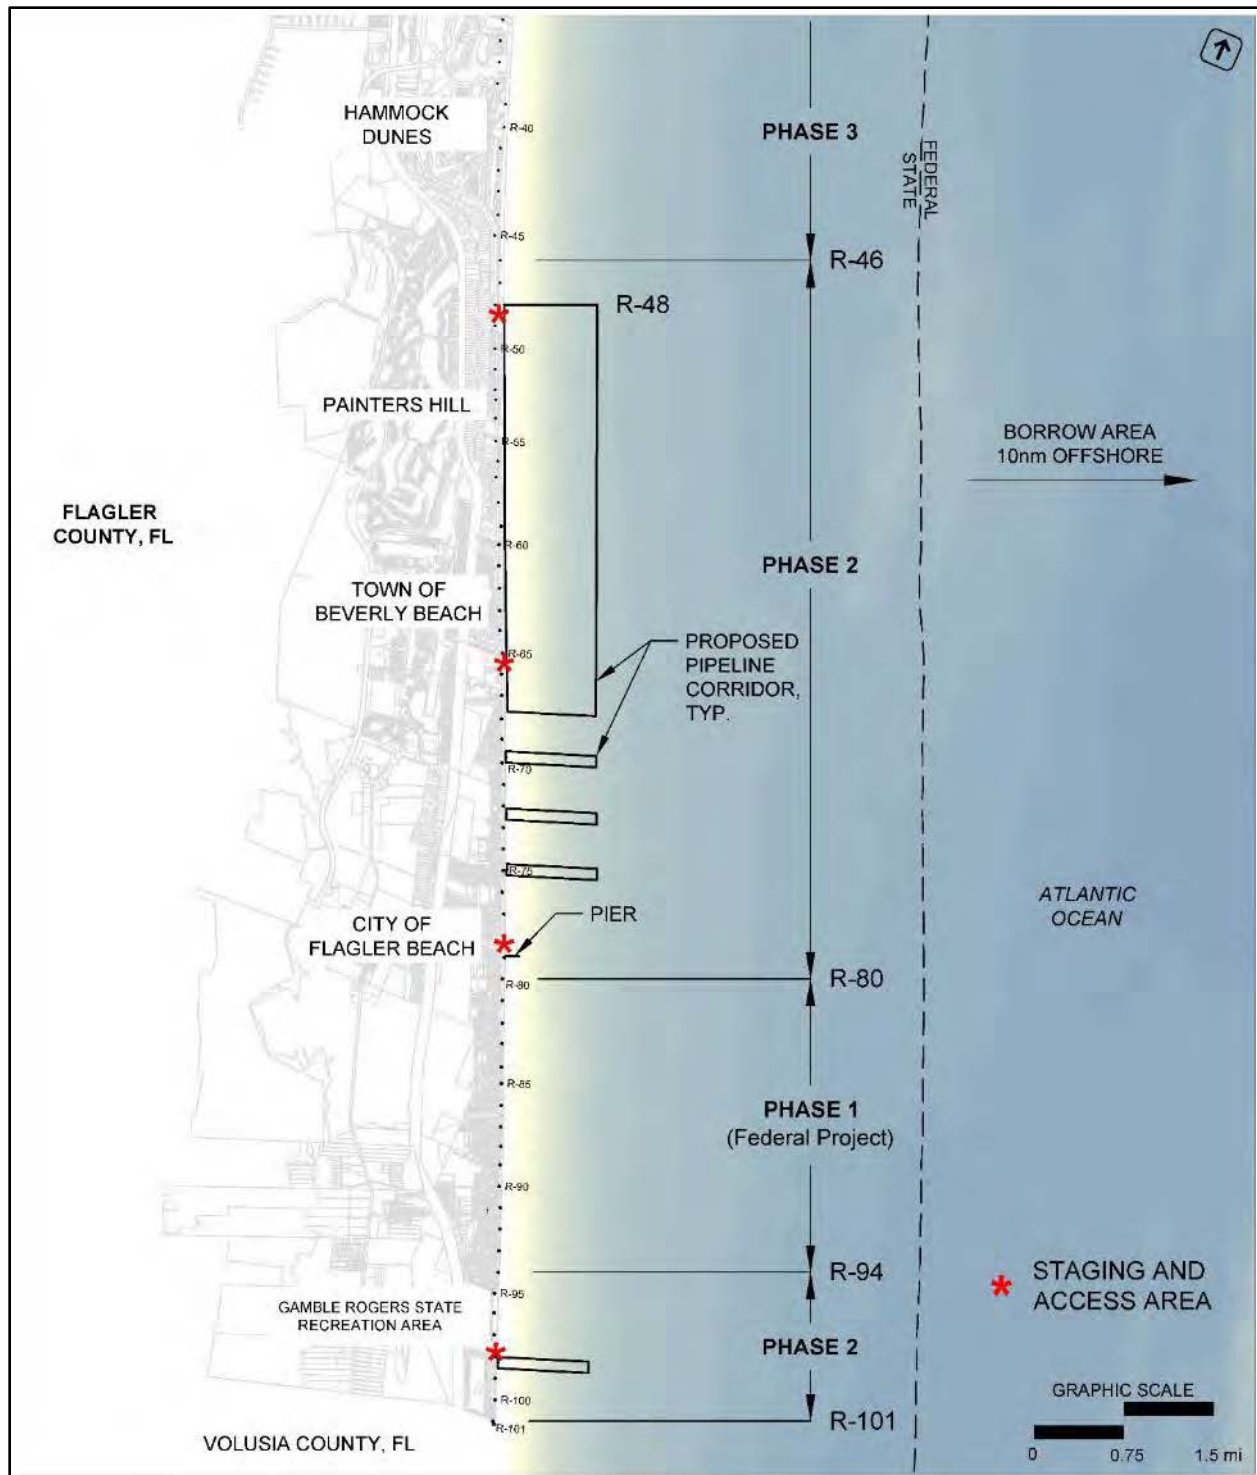 HAMMOCK
DUNES
R-40
PHASE 3
FEDERAL
STATE
R-45
R-46
R-48
R-50
PAINTERS HILL
R-55
BORROW AREA
10nm OFFSHORE
FLAGLER
COUNTY, FL
R-60
PHASE 2
TOWN OF
BEVERLY BEACH
R-65
PROPOSED
PIPELINE
CORRIDOR,
TYP.
R-70
R-75
ATLANTIC
OCEAN
PIER
CITY OF
FLAGLER BEACH
R-80
R-80
R-85
PHASE 1
(Federal Project)
R-90
R-94
R-95
* STAGING AND
ACCESS AREA
GAMBLE ROGERS STATE
RECREATION AREA
PHASE 2
R-100
R-101
R-101
VOLUSIA COUNTY, FL
GRAPHIC SCALE
0 0.75 1.5 mi